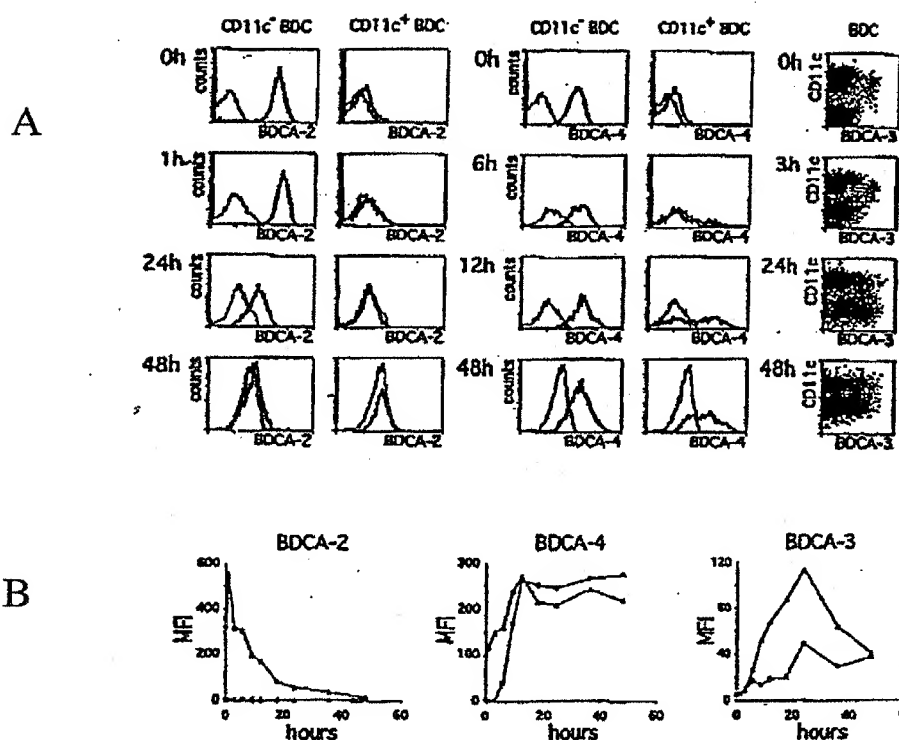 A
CD11c⁻ BDC CD11c⁺ BDC CD11c⁻ BDC CD11c⁺ BDC BDC
0h counts BDCA-2 BDCA-2 0h counts BDCA-4 BDCA-4 0h CD11c BDCA-3
1h counts BDCA-2 BDCA-2 6h counts BDCA-4 BDCA-4 3h CD11c BDCA-3
24h counts BDCA-2 BDCA-2 12h counts BDCA-4 BDCA-4 24h CD11c BDCA-3
48h counts BDCA-2 BDCA-2 48h counts BDCA-4 BDCA-4 48h CD11c BDCA-3
B
BDCA-2 BDCA-4 BDCA-3
600 300 120
400 200 80
MFI MFI MFI
200 100 40
0 0 0
0 20 40 60 0 20 40 60 0 20 40
hours hours hours